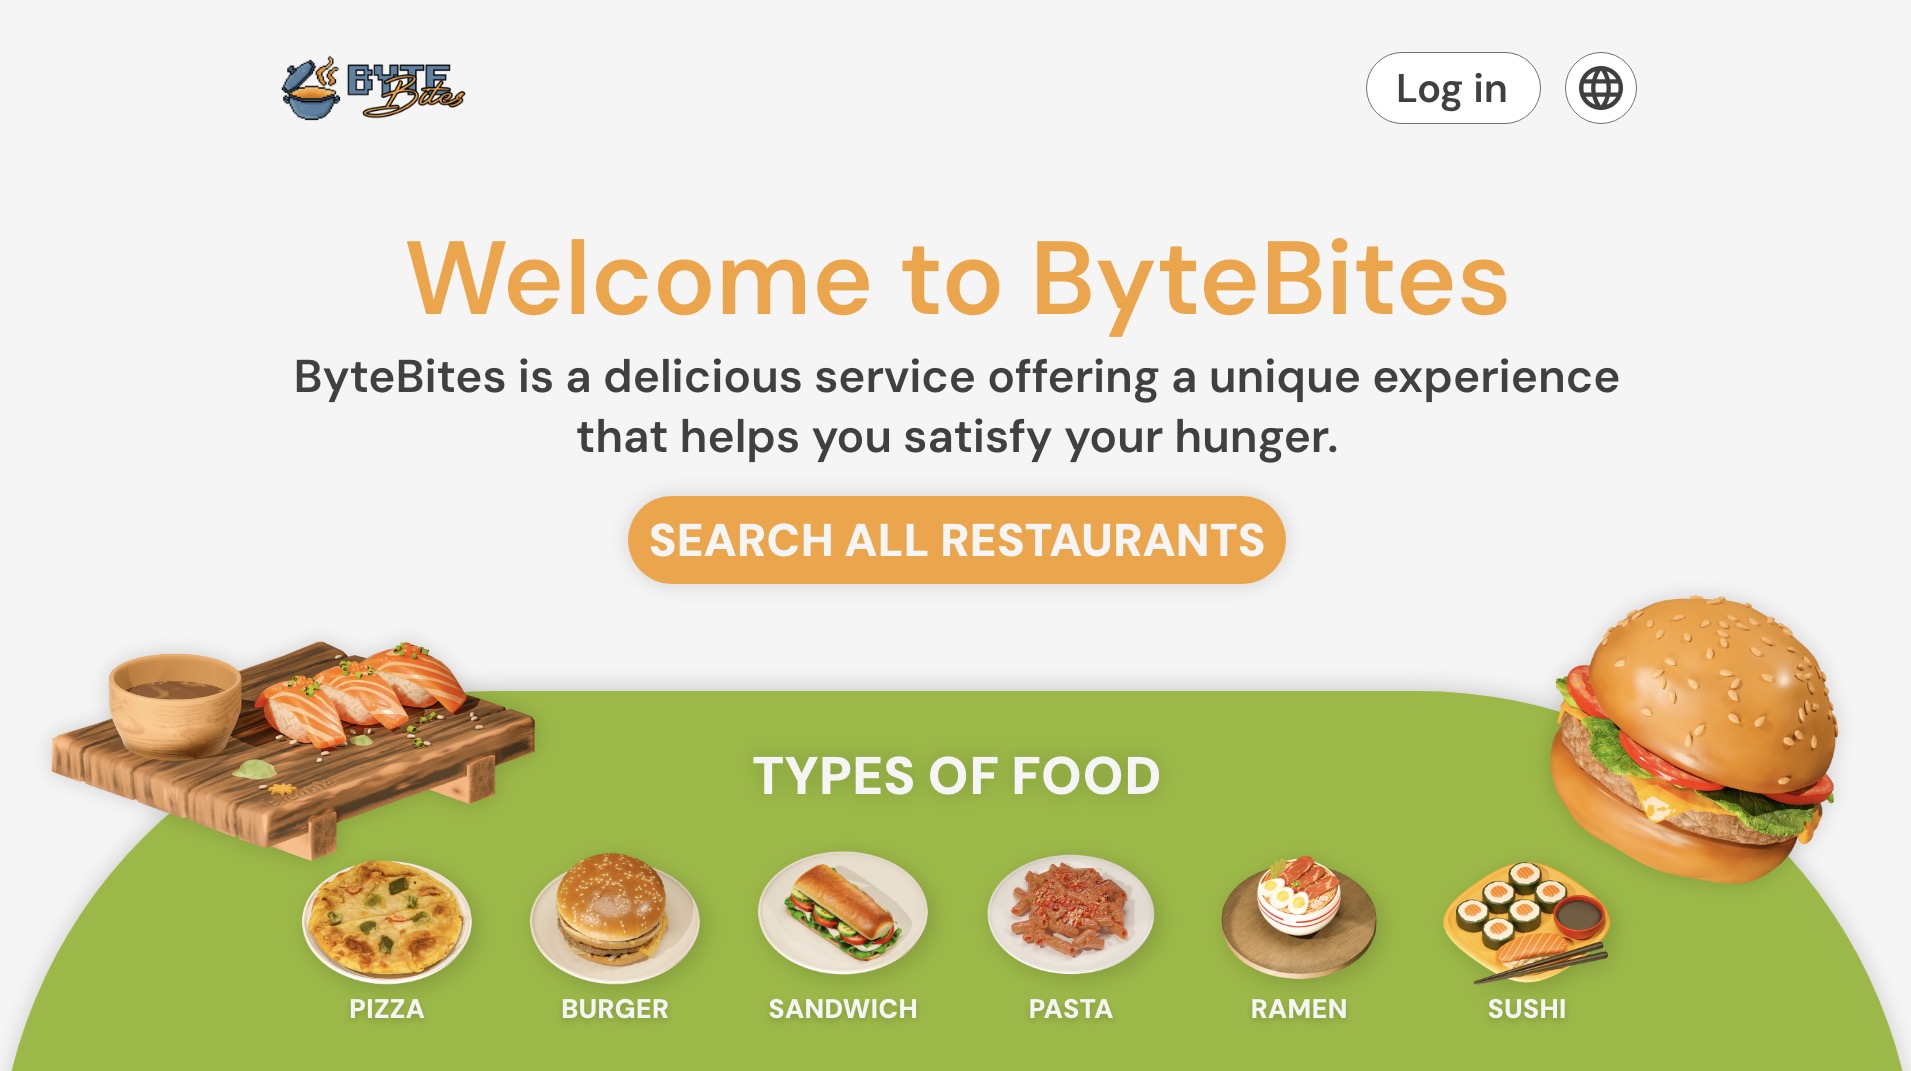 BYTE
Bites
Log in
Welcome to ByteBites
ByteBites is a delicious service offering a unique experience
that helps you satisfy your hunger.
SEARCH ALL RESTAURANTS
TYPES OF FOOD
PIZZA
BURGER
SANDWICH
PASTA
RAMEN
SUSHI